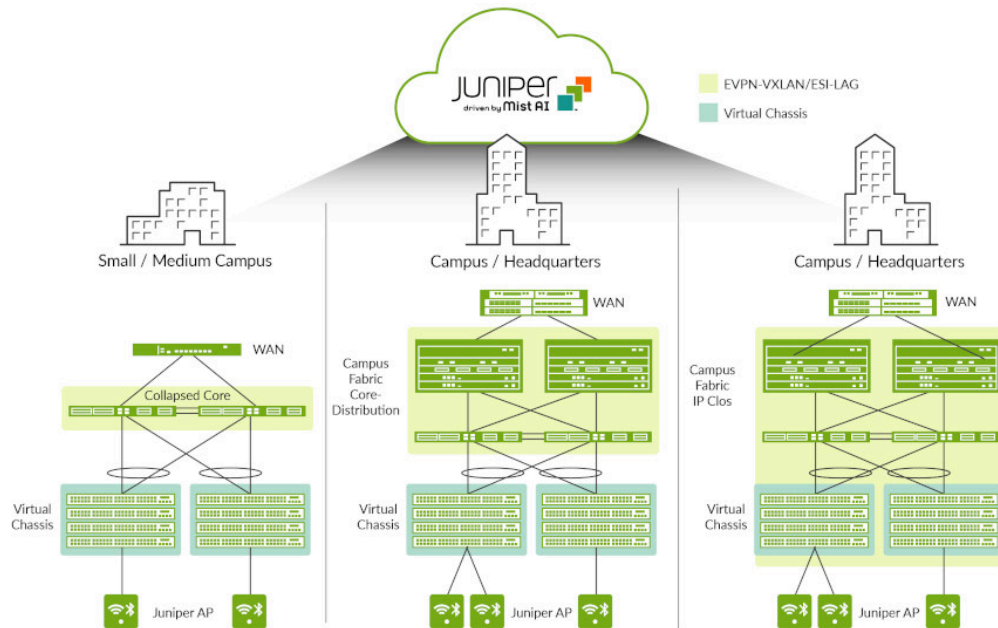 JUNIPER
driven by Mist AI
EVPN-VXLAN/ESI-LAG
Virtual Chassis
Small / Medium Campus
Campus / Headquarters
Campus / Headquarters
WAN
Collapsed Core
Virtual
Chassis
Juniper AP
WAN
Campus
Fabric
Core-
Distribution
Virtual
Chassis
Juniper AP
WAN
Campus
Fabric
IP Clos
Virtual
Chassis
Juniper AP